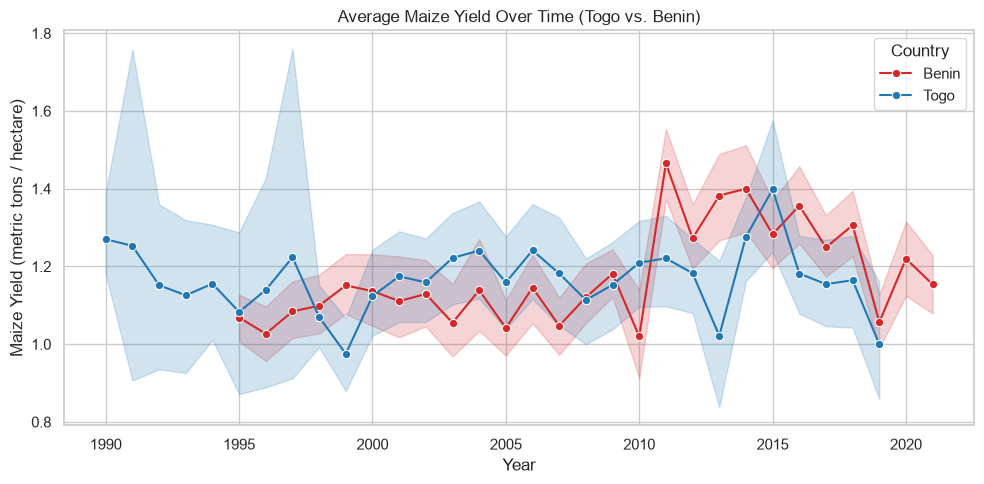 Average Maize Yield Over Time (Togo vs. Benin)
Maize Yield (metric tons / hectare)
1.8
1.6
1.4
1.2
1.0
0.8
Country
Benin
Togo
1990
1995
2000
2005
2010
2015
2020
Year